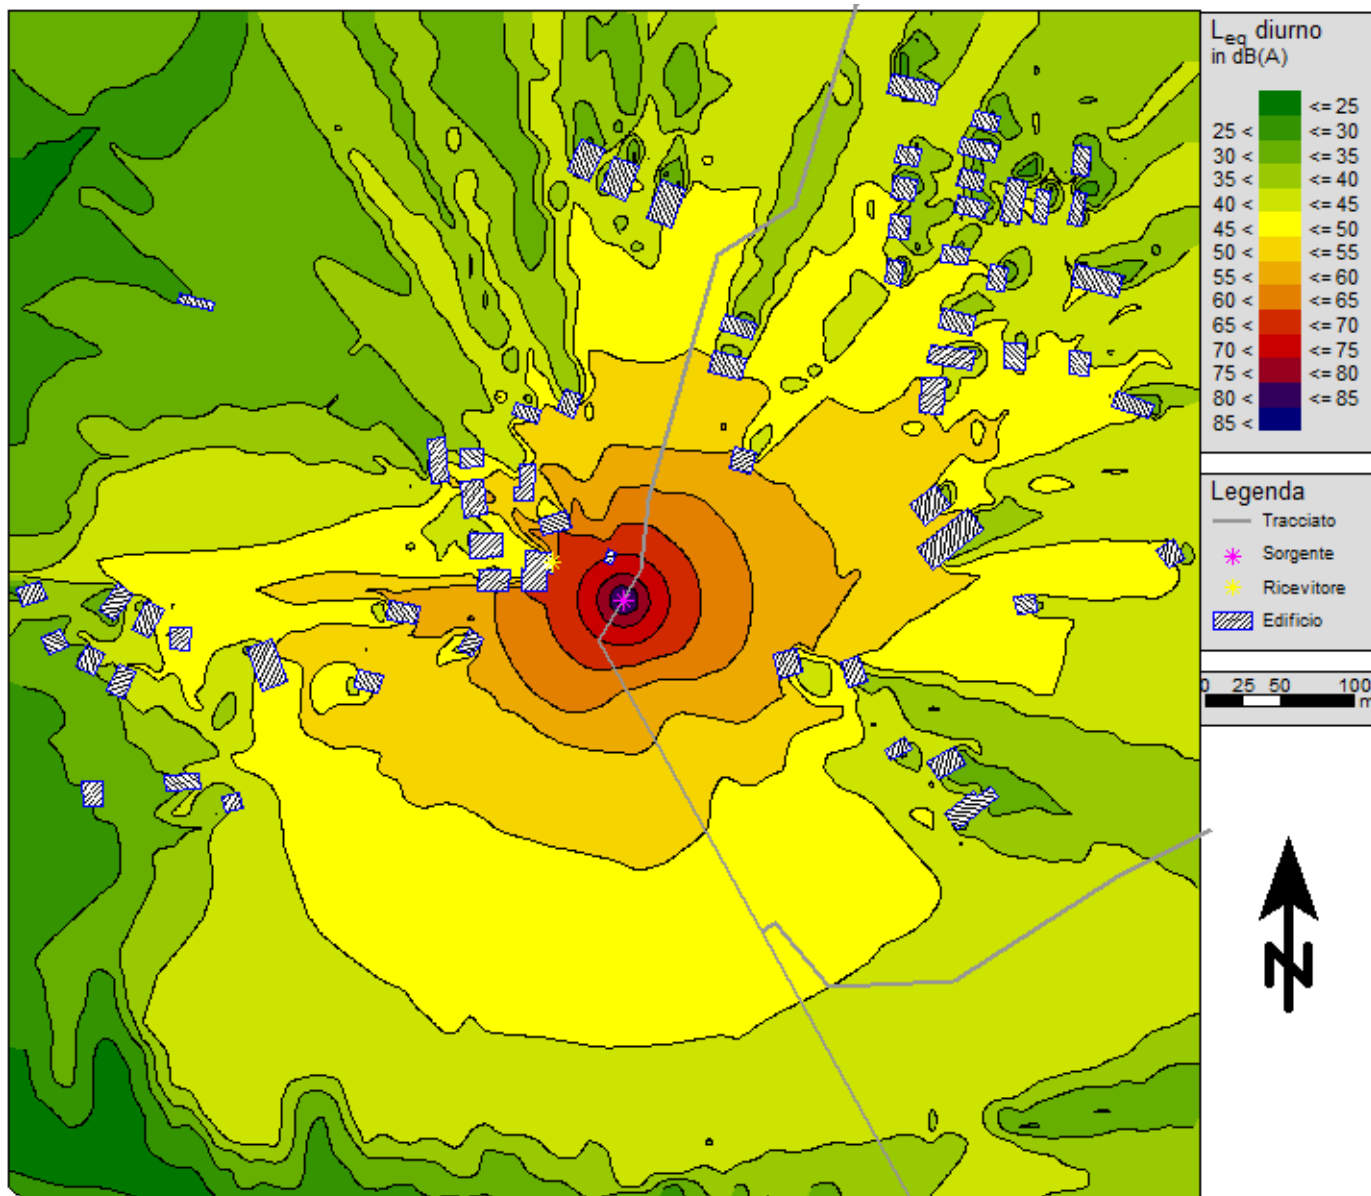 Leq diurno
in dB(A)
<= 25
25 < <= 30
30 < <= 35
35 < <= 40
40 < <= 45
45 < <= 50
50 < <= 55
55 < <= 60
60 < <= 65
65 < <= 70
70 < <= 75
75 < <= 80
80 < <= 85
85 <
Legenda
Tracciato
Sorgente
Ricevitore
Edificio
0 25 50 100
m
N